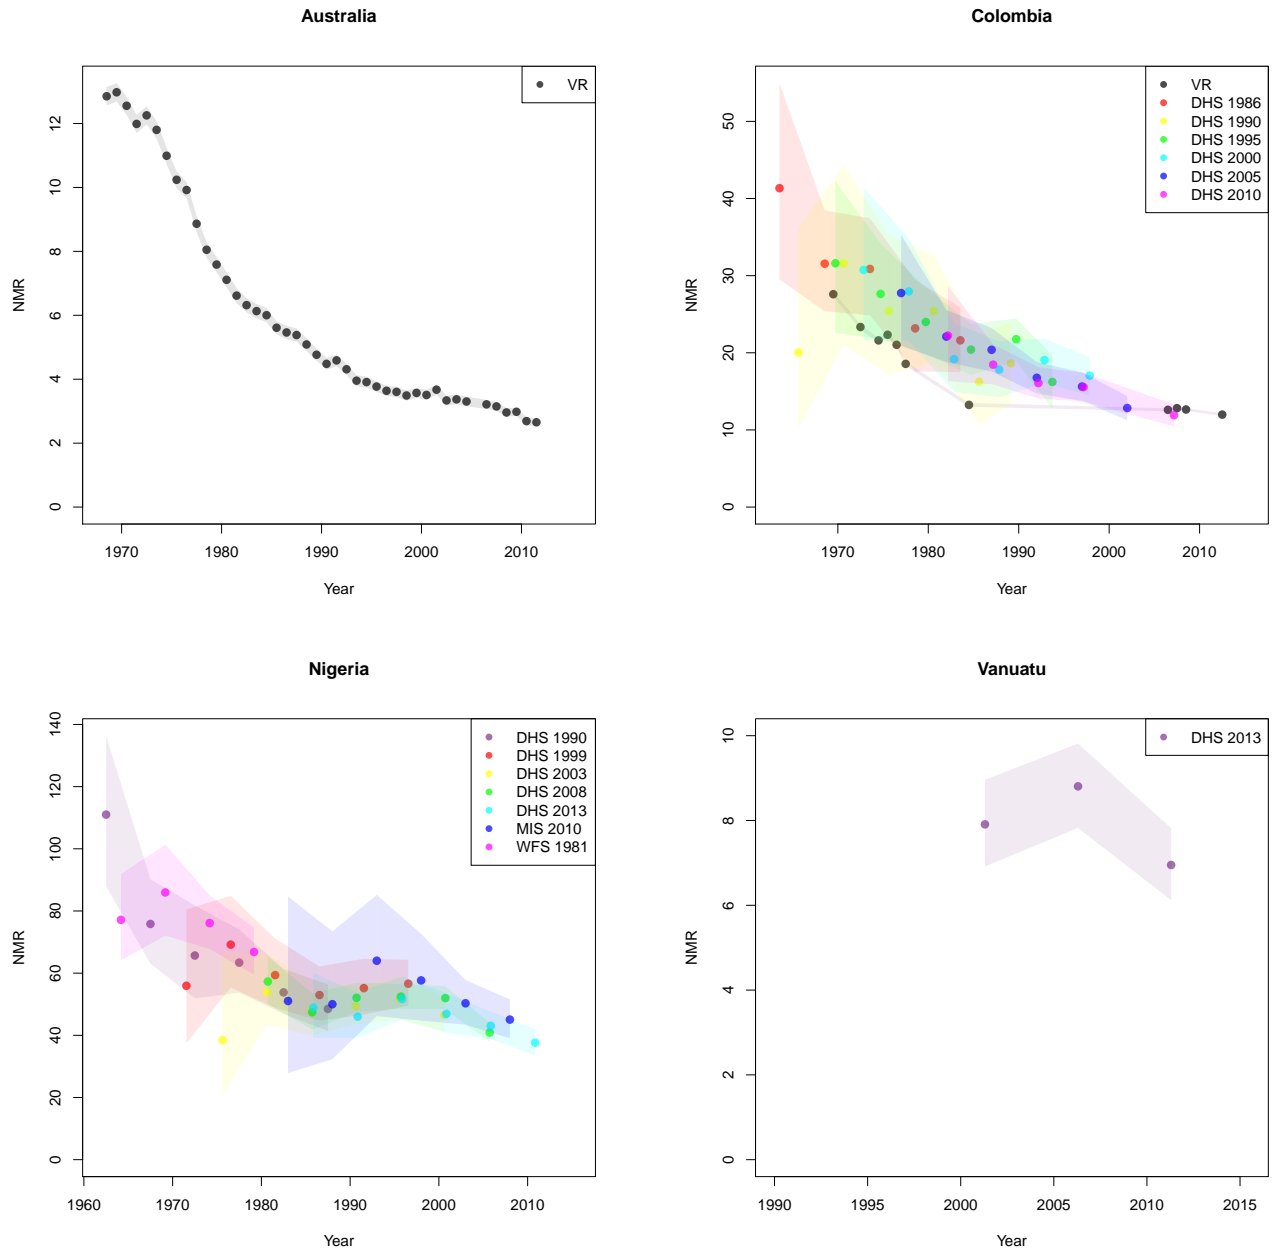 Australia
VR
NMR
0
2
4
6
8
10
12
1970 1980 1990 2000 2010
Year
Colombia
VR
DHS 1986
DHS 1990
DHS 1995
DHS 2000
DHS 2005
DHS 2010
NMR
0
10
20
30
40
50
1970 1980 1990 2000 2010
Year
Nigeria
DHS 1990
DHS 1999
DHS 2003
DHS 2008
DHS 2013
MIS 2010
WFS 1981
NMR
0
20
40
60
80
100
120
140
1960 1970 1980 1990 2000 2010
Year
Vanuatu
DHS 2013
NMR
0
2
4
6
8
10
1990 1995 2000 2005 2010 2015
Year